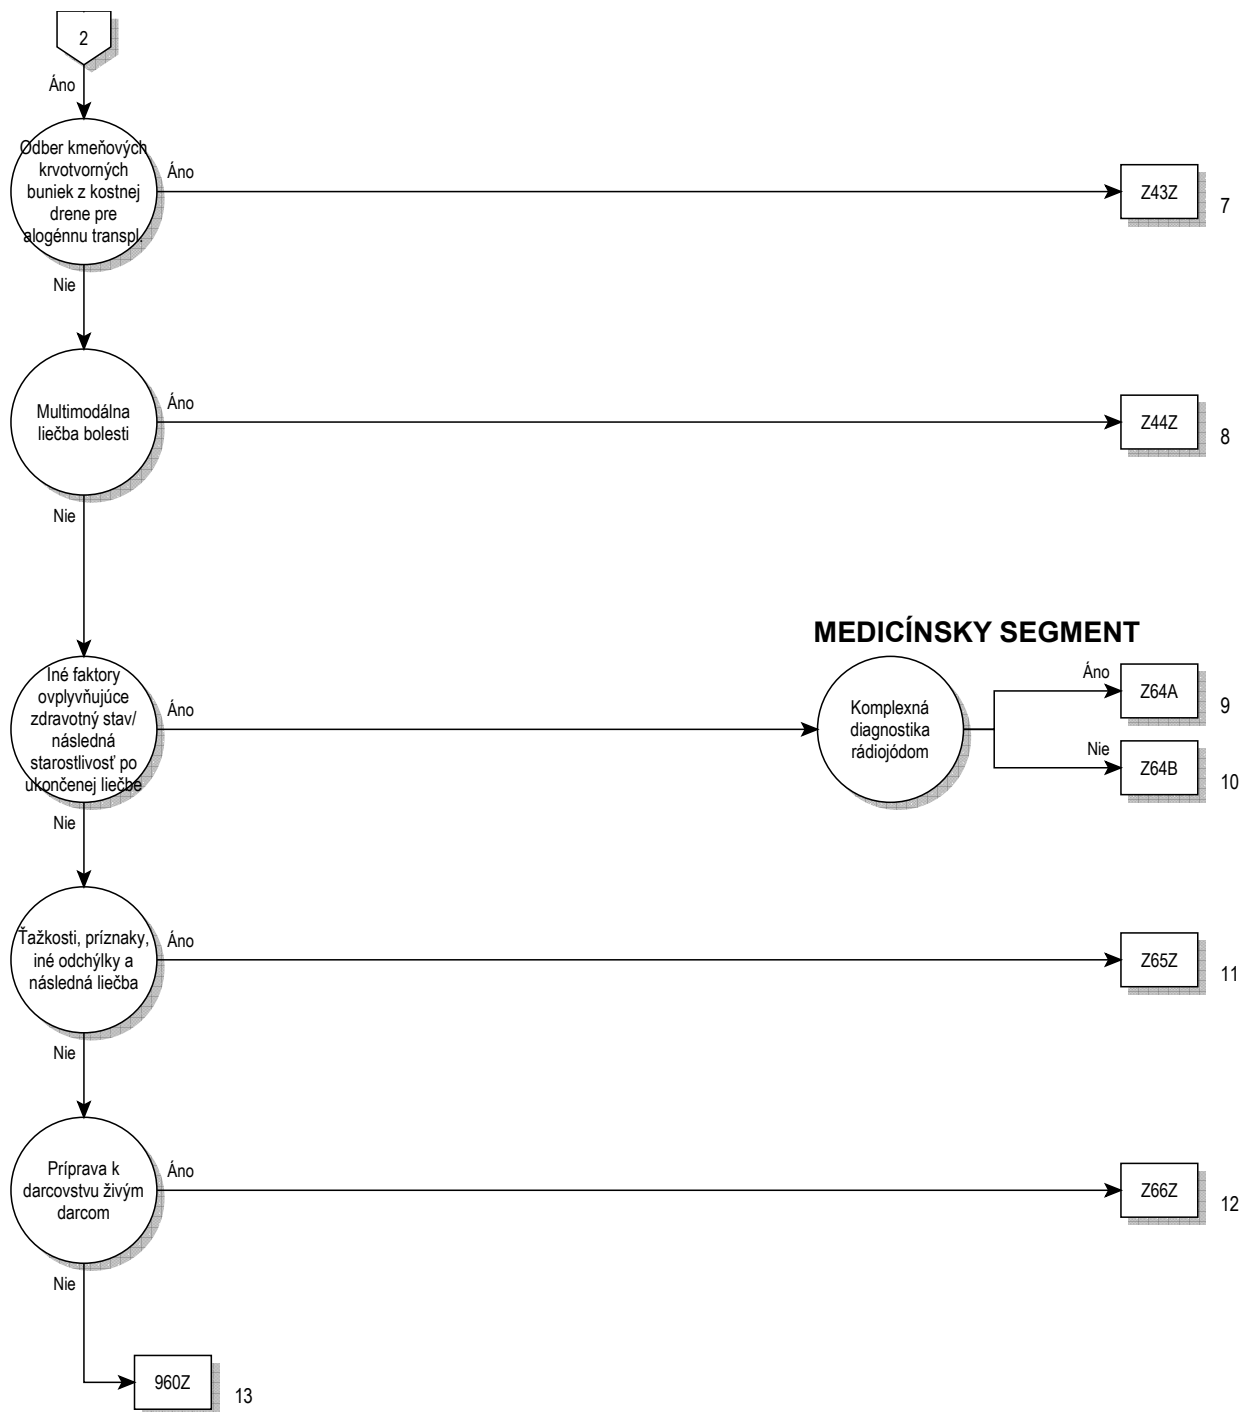 2
Áno
Odber kmeňových
krvotvorných
buniek z kostnej
drene pre
alogénnu transpl.
Áno
Z43Z
7
Nie
Multimodálna
liečba bolesti
Áno
Z44Z
8
Nie
MEDICÍNSKY SEGMENT
Iné faktory
ovplyvňujúce
zdravotný stav/
následná
starostlivosť po
ukončenej liečbe
Áno
Komplexná
diagnostika
rádiojódom
Áno
Z64A
9
Nie
Z64B
10
Nie
Ťažkosti, príznaky,
iné odchýlky a
následná liečba
Áno
Z65Z
11
Nie
Príprava k
darcovstvu živým
darcom
Áno
Z66Z
12
Nie
960Z
13